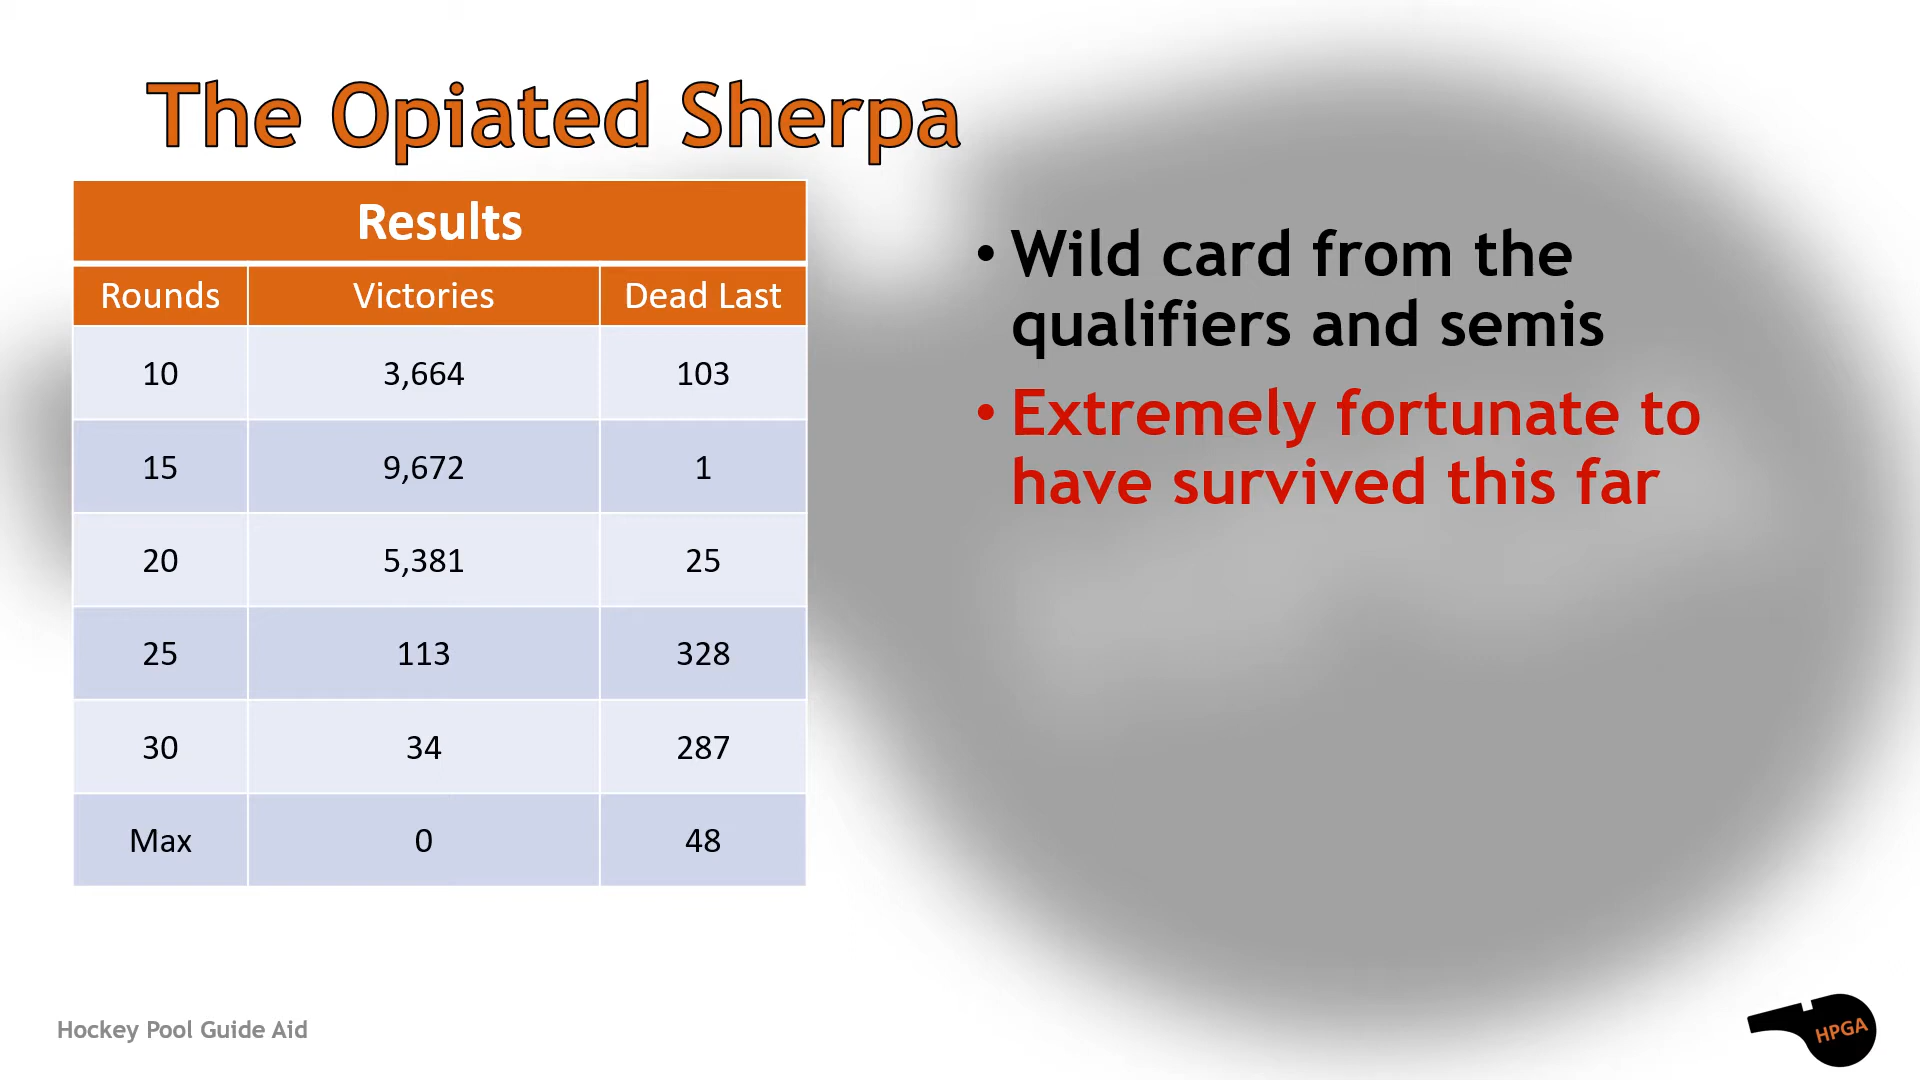 The Opiated Sherpa
Results
Rounds Victories Dead Last
10 3,664 103
15 9,672 1
20 5,381 25
25 113 328
30 34 287
Max 0 48
• Wild card from the
qualifiers and semis
• Extremely fortunate to
have survived this far
Hockey Pool Guide Aid
HPGA